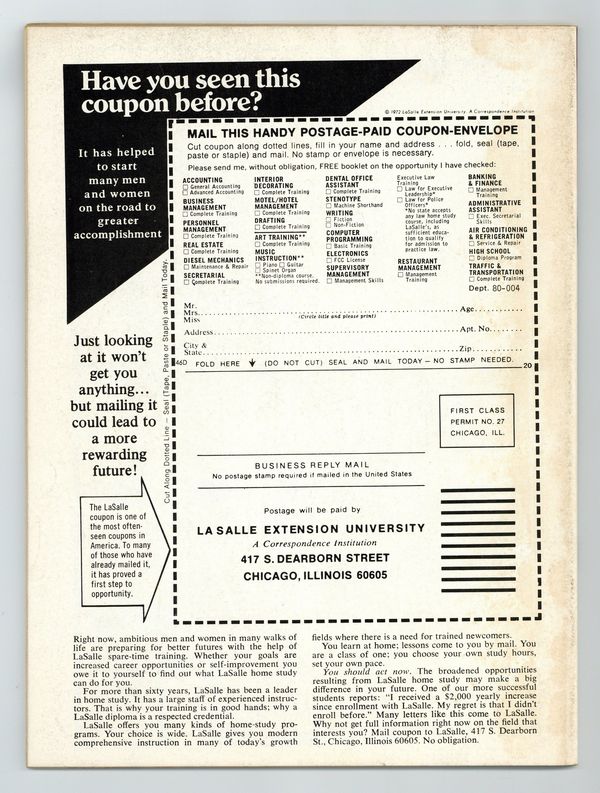 Have you seen this
coupon before?
© 1972 LaSalle Extension University A Correspondence Institution
It has helped
to start
many men
and women
on the road to
greater
accomplishment
MAIL THIS HANDY POSTAGE-PAID COUPON-ENVELOPE
Cut coupon along dotted lines, fill in your name and address . . . fold, seal (tape,
paste or staple) and mail. No stamp or envelope is necessary.
Please send me, without obligation, FREE booklet on the opportunity I have checked:
ACCOUNTING
General Accounting
Advanced Accounting
BUSINESS
MANAGEMENT
Complete Training
PERSONNEL
MANAGEMENT
Complete Training
REAL ESTATE
Complete Training
DIESEL MECHANICS
Maintenance & Repair
SECRETARIAL
Complete Training
INTERIOR
DECORATING
Complete Training
MOTEL/HOTEL
MANAGEMENT
Complete Training
DRAFTING
Complete Training
ART TRAINING**
Complete Training
MUSIC
INSTRUCTION**
Piano Guitar
Spinet Organ
**Non-diploma course.
No submissions required.
DENTAL OFFICE
ASSISTANT
Complete Training
STENOTYPE
Machine Shorthand
WRITING
Fiction
Non-Fiction
COMPUTER
PROGRAMMING
Basic Training
ELECTRONICS
FCC License
SUPERVISORY
MANAGEMENT
Management Skills
Executive Law
Training
Law for Executive
Leadership*
Law for Police
Officers*
*No state accepts
any law home study
course, including
LaSalle's, as
sufficient educa-
tion to qualify
for admission to
practice law.
RESTAURANT
MANAGEMENT
Management
Training
BANKING
& FINANCE
Management
Training
ADMINISTRATIVE
ASSISTANT
Exec. Secretarial
Skills
AIR CONDITIONING
& REFRIGERATION
Service & Repair
HIGH SCHOOL
Diploma Program
TRAFFIC &
TRANSPORTATION
Complete Training
Dept. 80-004
Mr.
Mrs. Age
Miss (Circle title and please print)
Address Apt. No.
City &
State Zip
46D FOLD HERE ↓ (DO NOT CUT) SEAL AND MAIL TODAY — NO STAMP NEEDED. 20
Cut Along Dotted Line — Seal (Tape, Paste or Staple) and Mail Today.
Just looking
at it won't
get you
anything...
but mailing it
could lead to
a more
rewarding
future!
The LaSalle
coupon is one of
the most often-
seen coupons in
America. To many
of those who have
already mailed it,
it has proved a
first step to
opportunity.
FIRST CLASS
PERMIT NO. 27
CHICAGO, ILL.
BUSINESS REPLY MAIL
No postage stamp required if mailed in the United States
Postage will be paid by
LA SALLE EXTENSION UNIVERSITY
A Correspondence Institution
417 S. DEARBORN STREET
CHICAGO, ILLINOIS 60605
Right now, ambitious men and women in many walks of
life are preparing for better futures with the help of
LaSalle spare-time training. Whether your goals are
increased career opportunities or self-improvement you
owe it to yourself to find out what LaSalle home study
can do for you.
For more than sixty years, LaSalle has been a leader
in home study. It has a large staff of experienced instruc-
tors. That is why your training is in good hands; why a
LaSalle diploma is a respected credential.
LaSalle offers you many kinds of home-study pro-
grams. Your choice is wide. LaSalle gives you modern
comprehensive instruction in many of today's growth
fields where there is a need for trained newcomers.
You learn at home; lessons come to you by mail. You
are a class of one; you choose your own study hours,
set your own pace.
You should act now. The broadened opportunities
resulting from LaSalle home study may make a big
difference in your future. One of our more successful
students reports: "I received a $2,000 yearly increase
since enrollment with LaSalle. My regret is that I didn't
enroll before." Many letters like this come to LaSalle.
Why not get full information right now on the field that
interests you? Mail coupon to LaSalle, 417 S. Dearborn
St., Chicago, Illinois 60605. No obligation.